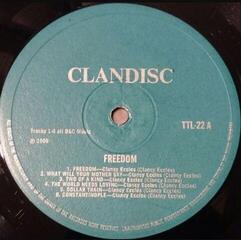 CLANDISC
TTL-22 A
Tracks 1-6 all B&C Music
℗ 2000
FREEDOM
1. FREEDOM—Clancy Eccles (Clancy Eccles)
2. WHAT WILL YOUR MOTHER SAY—Clancy Eccles (Clancy Eccles)
3. TWO OF A KIND—Clancy Eccles (Clancy Eccles)
4. THE WORLD NEEDS LOVING—Clancy Eccles (Clancy Eccles)
5. DOLLAR TRAIN—Clancy Eccles (Clancy Eccles)
6. CONSTANTINOPLE—Clancy Eccles (Clancy Eccles)